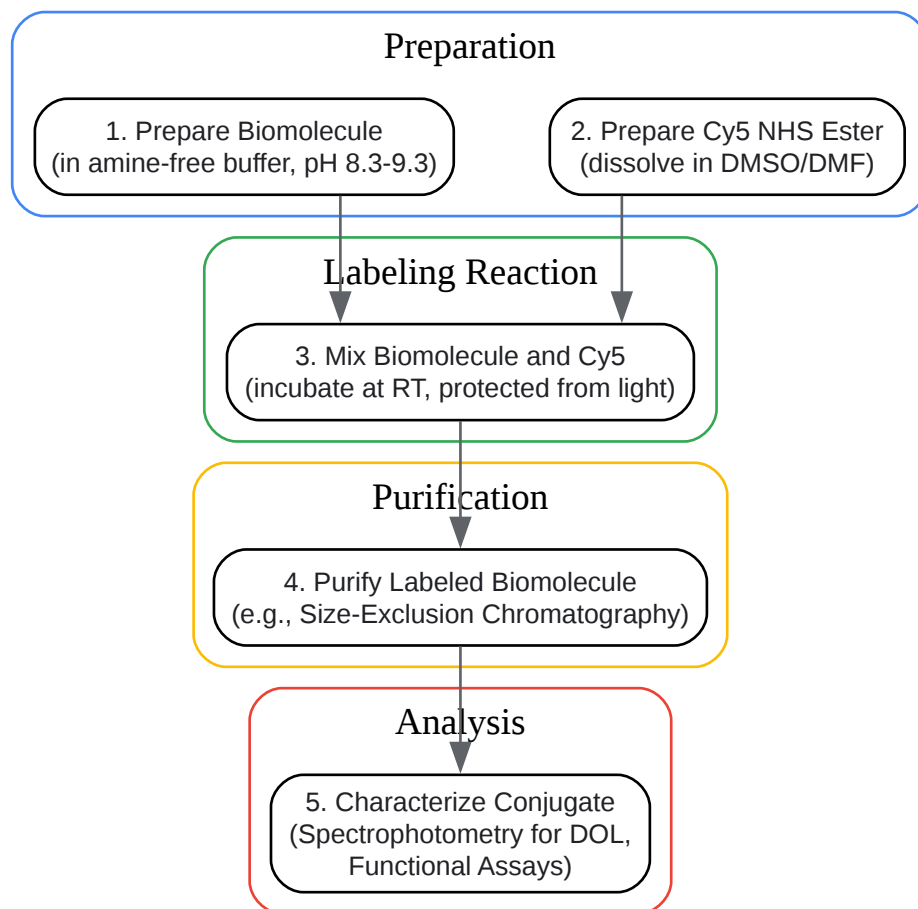 Preparation
1. Prepare Biomolecule
(in amine-free buffer, pH 8.3-9.3)
2. Prepare Cy5 NHS Ester
(dissolve in DMSO/DMF)
Labeling Reaction
3. Mix Biomolecule and Cy5
(incubate at RT, protected from light)
Purification
4. Purify Labeled Biomolecule
(e.g., Size-Exclusion Chromatography)
Analysis
5. Characterize Conjugate
(Spectrophotometry for DOL,
Functional Assays)